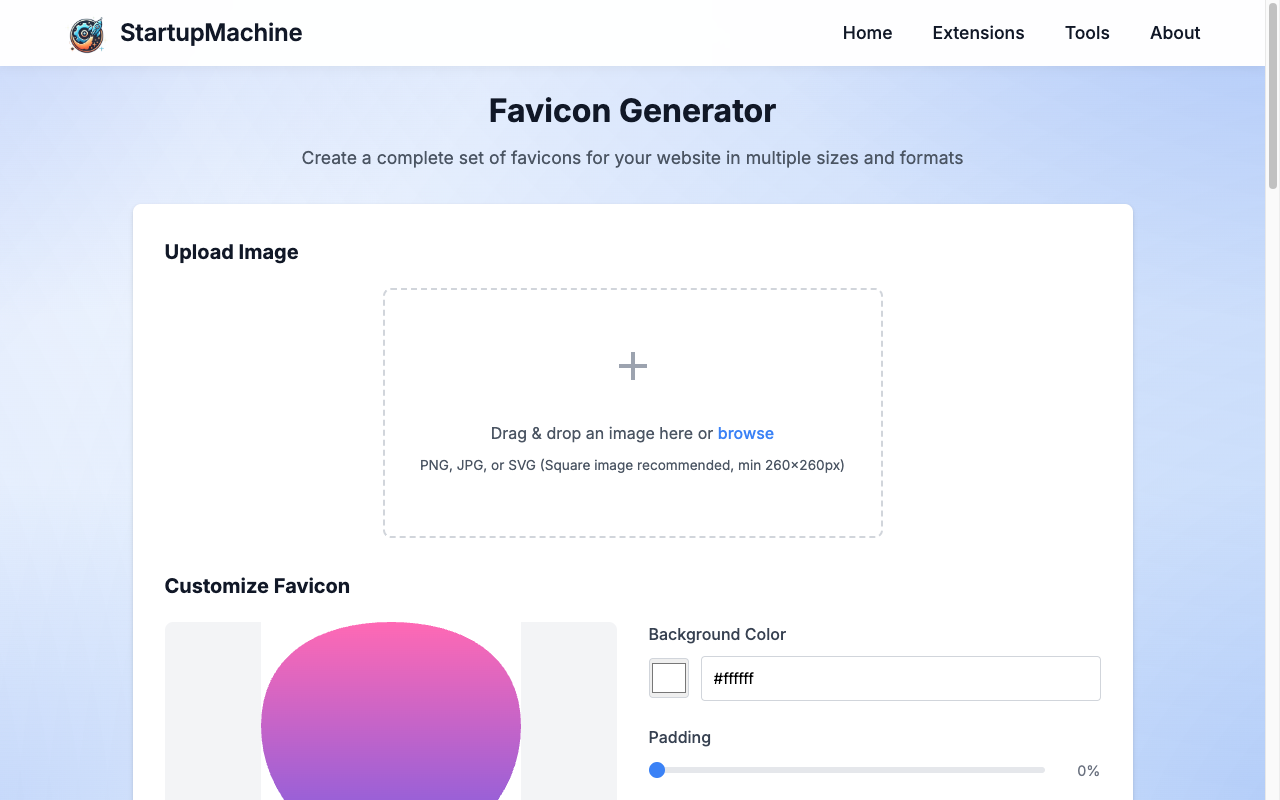 StartupMachine
Home Extensions Tools About
Favicon Generator
Create a complete set of favicons for your website in multiple sizes and formats
Upload Image
Drag & drop an image here or browse
PNG, JPG, or SVG (Square image recommended, min 260×260px)
Customize Favicon
Background Color
#ffffff
Padding
0%